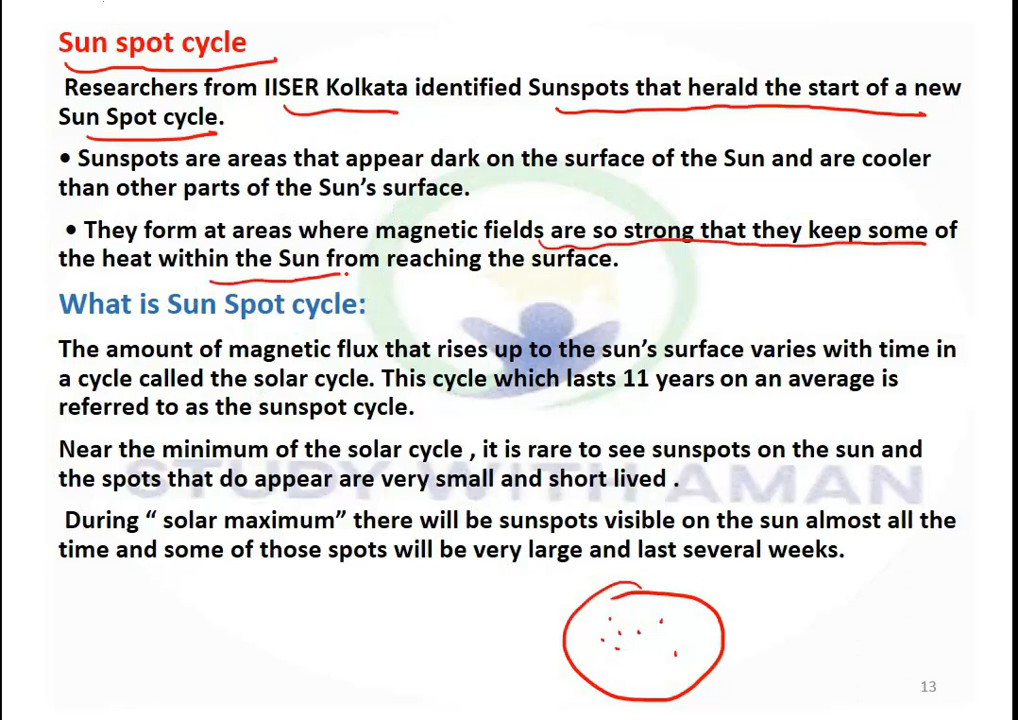 Sun spot cycle
Researchers from IISER Kolkata identified Sunspots that herald the start of a new
Sun Spot cycle.
• Sunspots are areas that appear dark on the surface of the Sun and are cooler
than other parts of the Sun’s surface.
• They form at areas where magnetic fields are so strong that they keep some of
the heat within the Sun from reaching the surface.
What is Sun Spot cycle:
The amount of magnetic flux that rises up to the sun’s surface varies with time in
a cycle called the solar cycle. This cycle which lasts 11 years on an average is
referred to as the sunspot cycle.
Near the minimum of the solar cycle , it is rare to see sunspots on the sun and
the spots that do appear are very small and short lived .
STUDY WITH AMAN
During “ solar maximum” there will be sunspots visible on the sun almost all the
time and some of those spots will be very large and last several weeks.
13